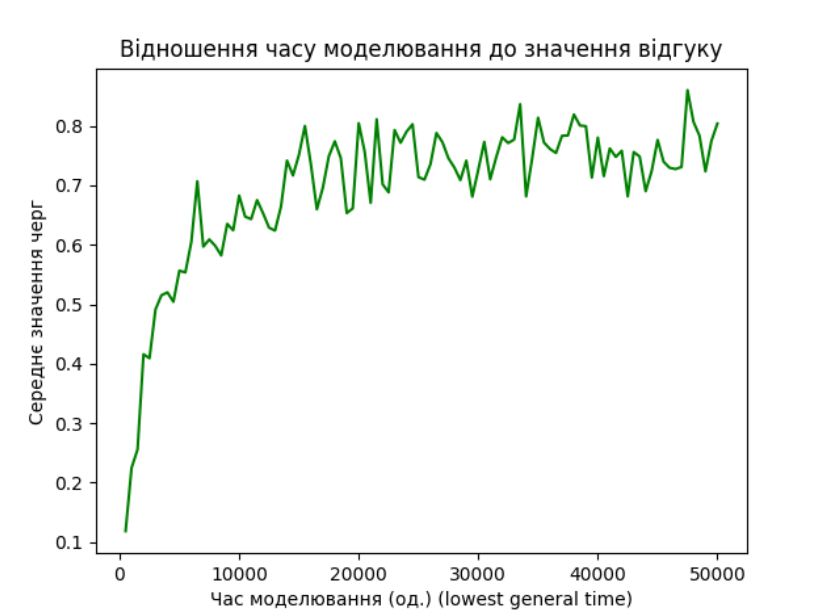 Відношення часу моделювання до значення відгуку
Середнє значення черг
0.8
0.7
0.6
0.5
0.4
0.3
0.2
0.1
0 10000 20000 30000 40000 50000
Час моделювання (од.) (lowest general time)